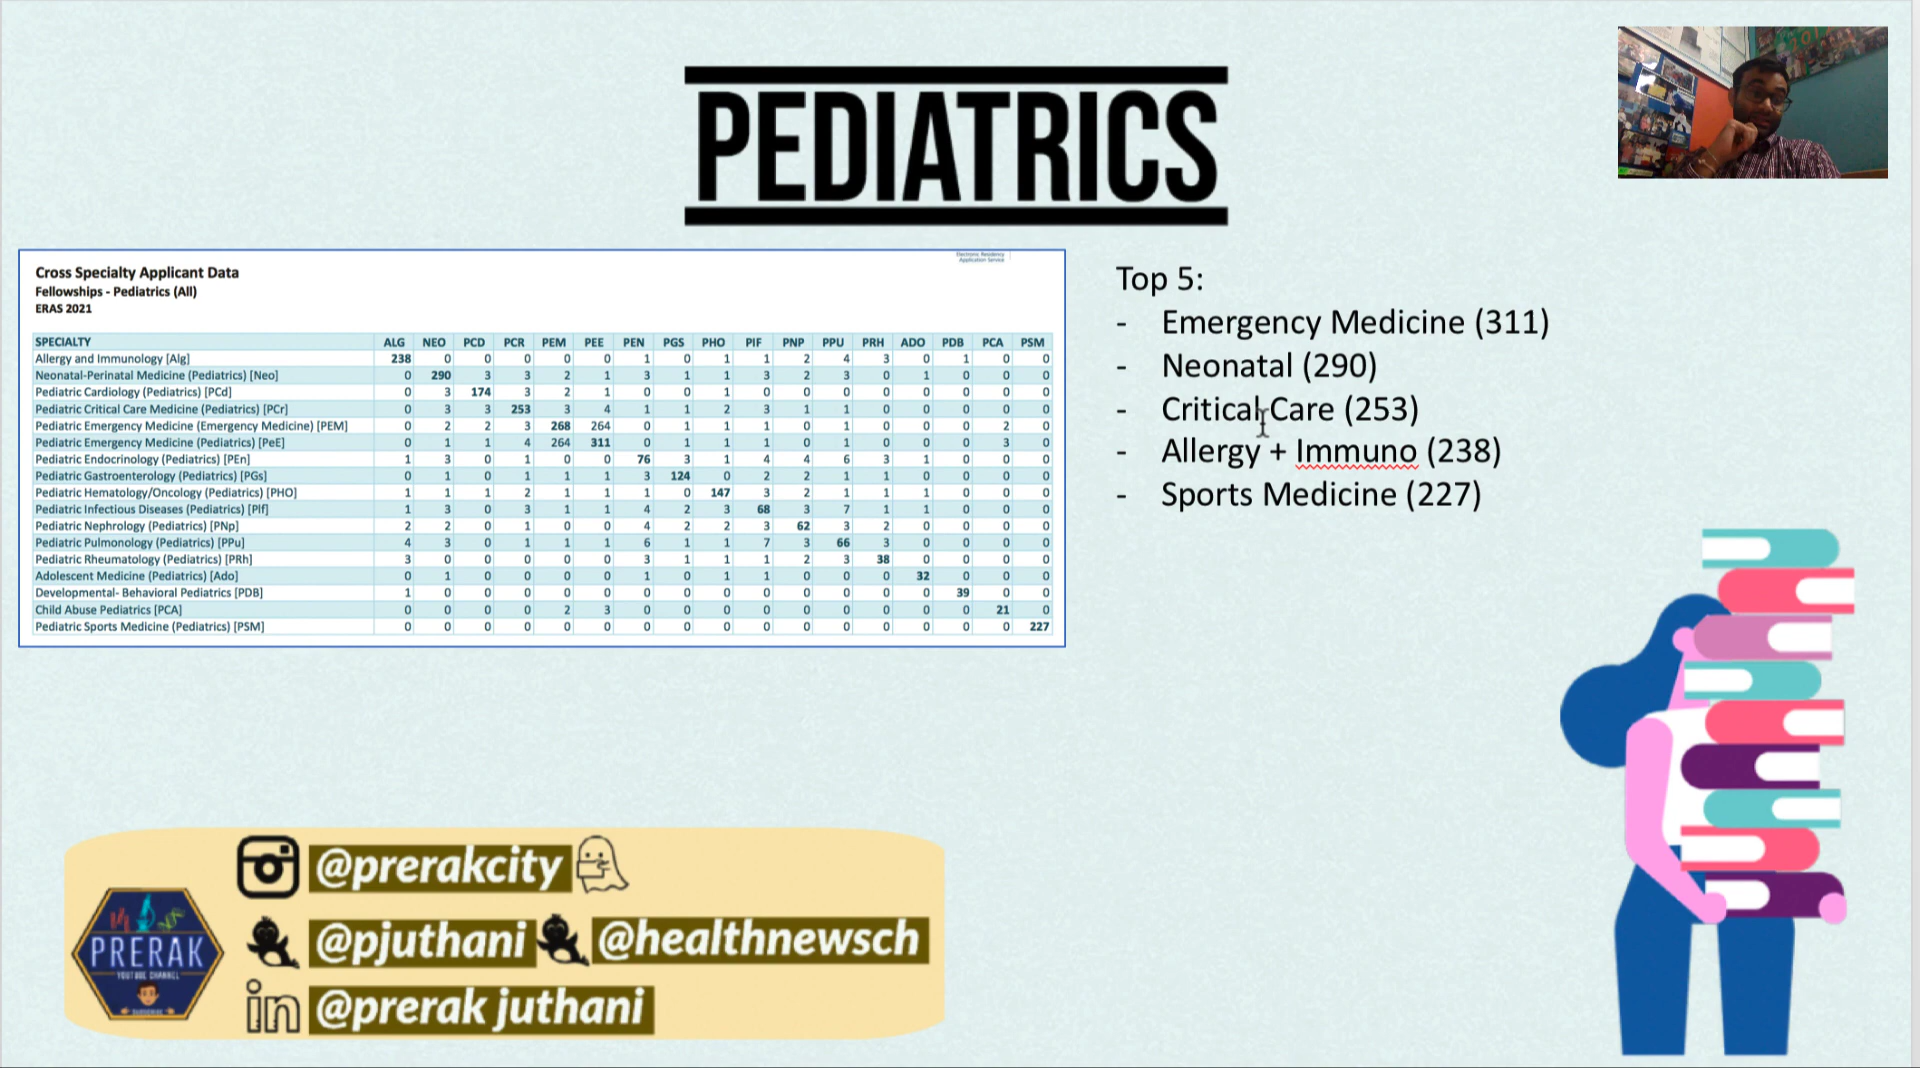 PEDIATRICS
Electronic Residency
Application Service
Cross Specialty Applicant Data
Fellowships - Pediatrics (All)
ERAS 2021
SPECIALTY ALG NEO PCD PCR PEM PEE PEN PGS PHO PIF PNP PPU PRH ADO PDB PCA PSM
Allergy and Immunology [Alg] 238 0 0 0 0 0 1 0 1 1 2 4 3 0 1 0 0
Neonatal-Perinatal Medicine (Pediatrics) [Neo] 0 290 3 3 2 1 3 1 1 3 2 3 0 1 0 0 0
Pediatric Cardiology (Pediatrics) [PCd] 0 3 174 3 2 1 0 0 1 0 0 0 0 0 0 0 0
Pediatric Critical Care Medicine (Pediatrics) [PCr] 0 3 3 253 3 4 1 1 2 3 1 1 0 0 0 0 0
Pediatric Emergency Medicine (Emergency Medicine) [PEM] 0 2 2 3 268 264 0 1 1 1 0 1 0 0 0 2 0
Pediatric Emergency Medicine (Pediatrics) [PeE] 0 1 1 4 264 311 0 1 1 1 0 1 0 0 0 3 0
Pediatric Endocrinology (Pediatrics) [PEn] 1 3 0 1 0 0 76 3 1 4 4 6 3 1 0 0 0
Pediatric Gastroenterology (Pediatrics) [PGs] 0 1 0 1 1 1 3 124 0 2 2 1 1 0 0 0 0
Pediatric Hematology/Oncology (Pediatrics) [PHO] 1 1 1 2 1 1 1 0 147 3 2 1 1 1 0 0 0
Pediatric Infectious Diseases (Pediatrics) [PIf] 1 3 0 3 1 1 4 2 3 68 3 7 1 1 0 0 0
Pediatric Nephrology (Pediatrics) [PNp] 2 2 0 1 0 0 4 2 2 3 62 3 2 0 0 0 0
Pediatric Pulmonology (Pediatrics) [PPu] 4 3 0 1 1 1 6 1 1 7 3 66 3 0 0 0 0
Pediatric Rheumatology (Pediatrics) [PRh] 3 0 0 0 0 0 3 1 1 1 2 3 38 0 0 0 0
Adolescent Medicine (Pediatrics) [Ado] 0 1 0 0 0 0 1 0 1 1 0 0 0 32 0 0 0
Developmental- Behavioral Pediatrics [PDB] 1 0 0 0 0 0 0 0 0 0 0 0 0 0 39 0 0
Child Abuse Pediatrics [PCA] 0 0 0 0 2 3 0 0 0 0 0 0 0 0 0 21 0
Pediatric Sports Medicine (Pediatrics) [PSM] 0 0 0 0 0 0 0 0 0 0 0 0 0 0 0 0 227
Top 5:
- Emergency Medicine (311)
- Neonatal (290)
- Critical Care (253)
- Allergy + Immuno (238)
- Sports Medicine (227)
@prerakcity
@pjuthani @healthnewsch
in @prerak juthani
PRERAK
YOUTUBE CHANNEL
SUBSCRIBE